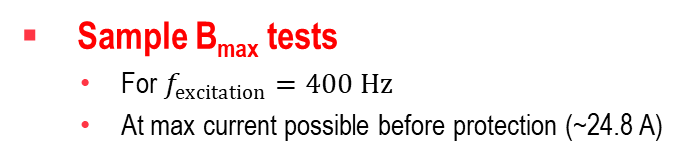 ▪ Sample Bmax tests
• For fexcitation = 400 Hz
• At max current possible before protection (~24.8 A)